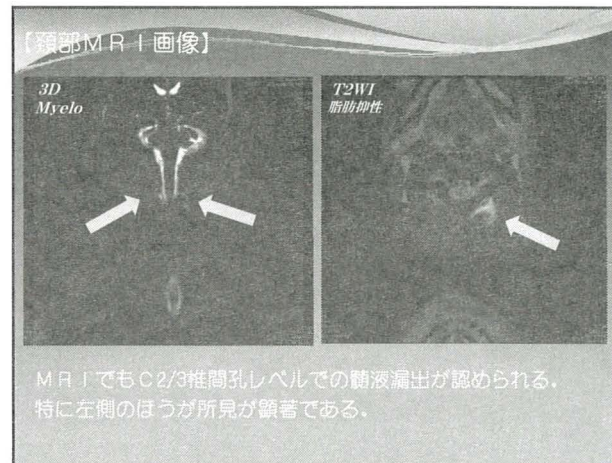 【頚部ＭＲＩ画像】
3D
Myelo
T2WI
脂肪抑性
ＭＲＩでもＣ2/3椎間孔レベルでの髄液漏出が認められる。
特に左側のほうが所見が顕著である、